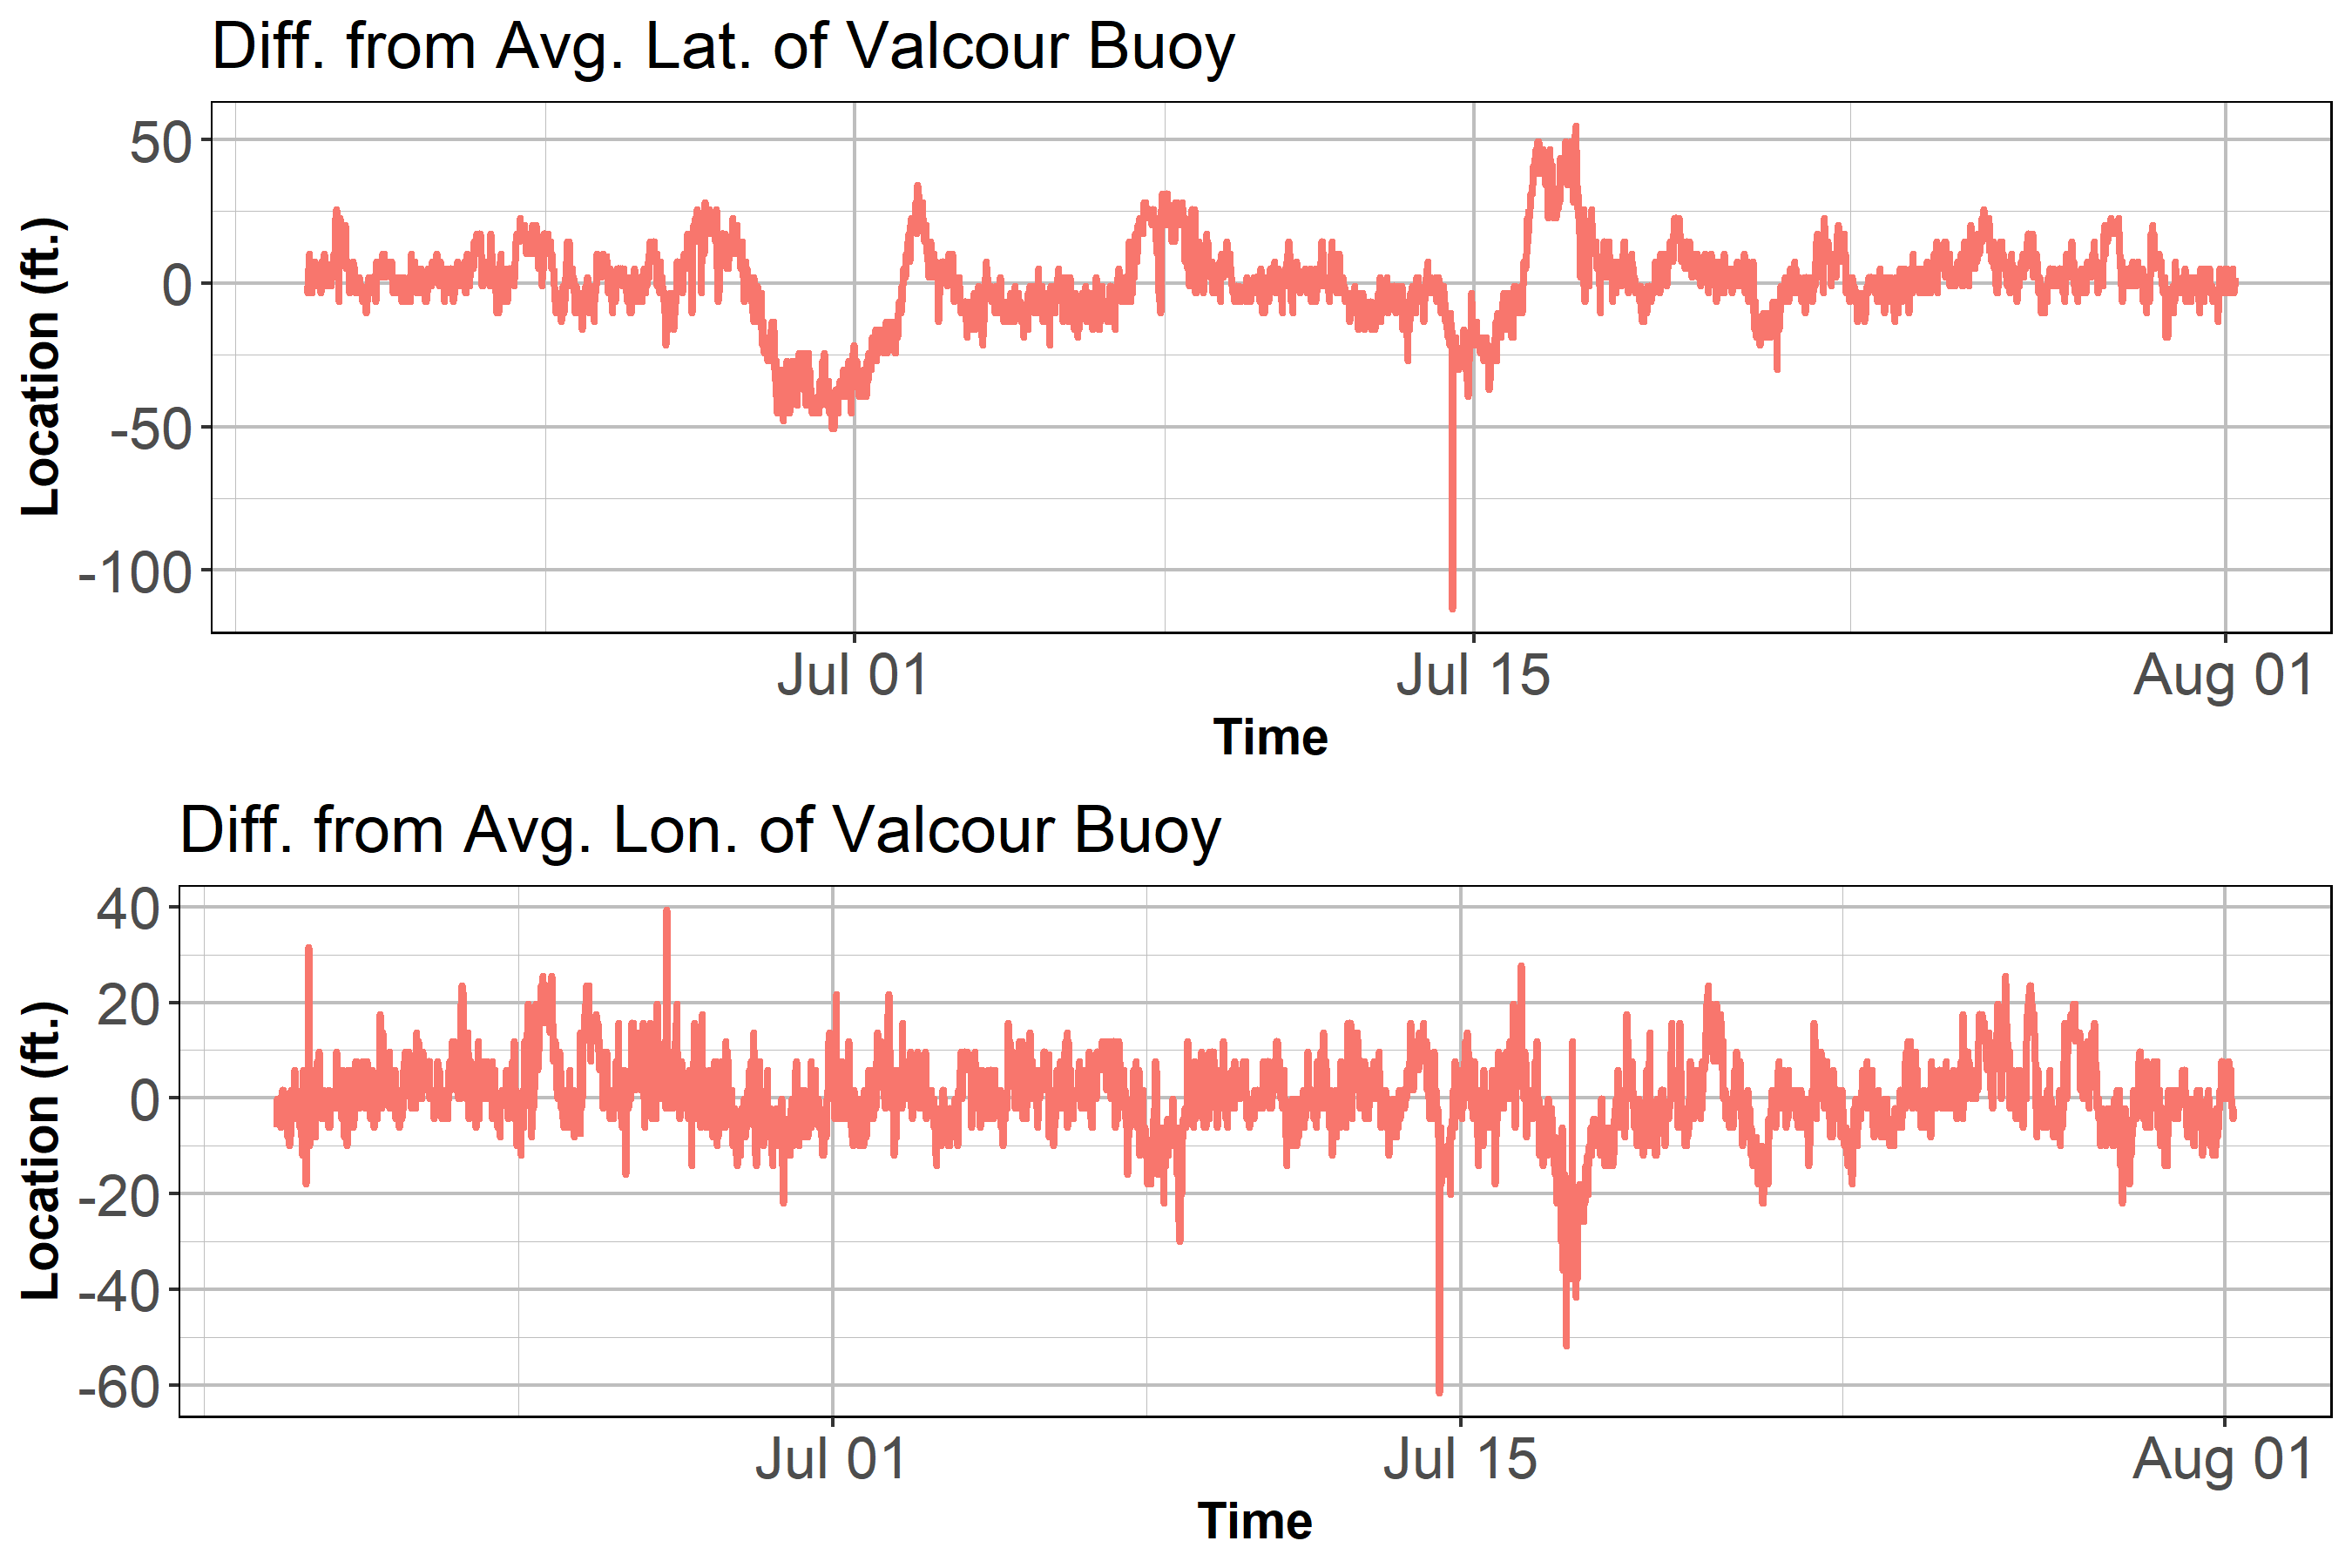 Diff. from Avg. Lat. of Valcour Buoy
50
0
-50
-100
Location (ft.)
Jul 01 Jul 15 Aug 01
Time
Diff. from Avg. Lon. of Valcour Buoy
40
20
0
-20
-40
-60
Location (ft.)
Jul 01 Jul 15 Aug 01
Time